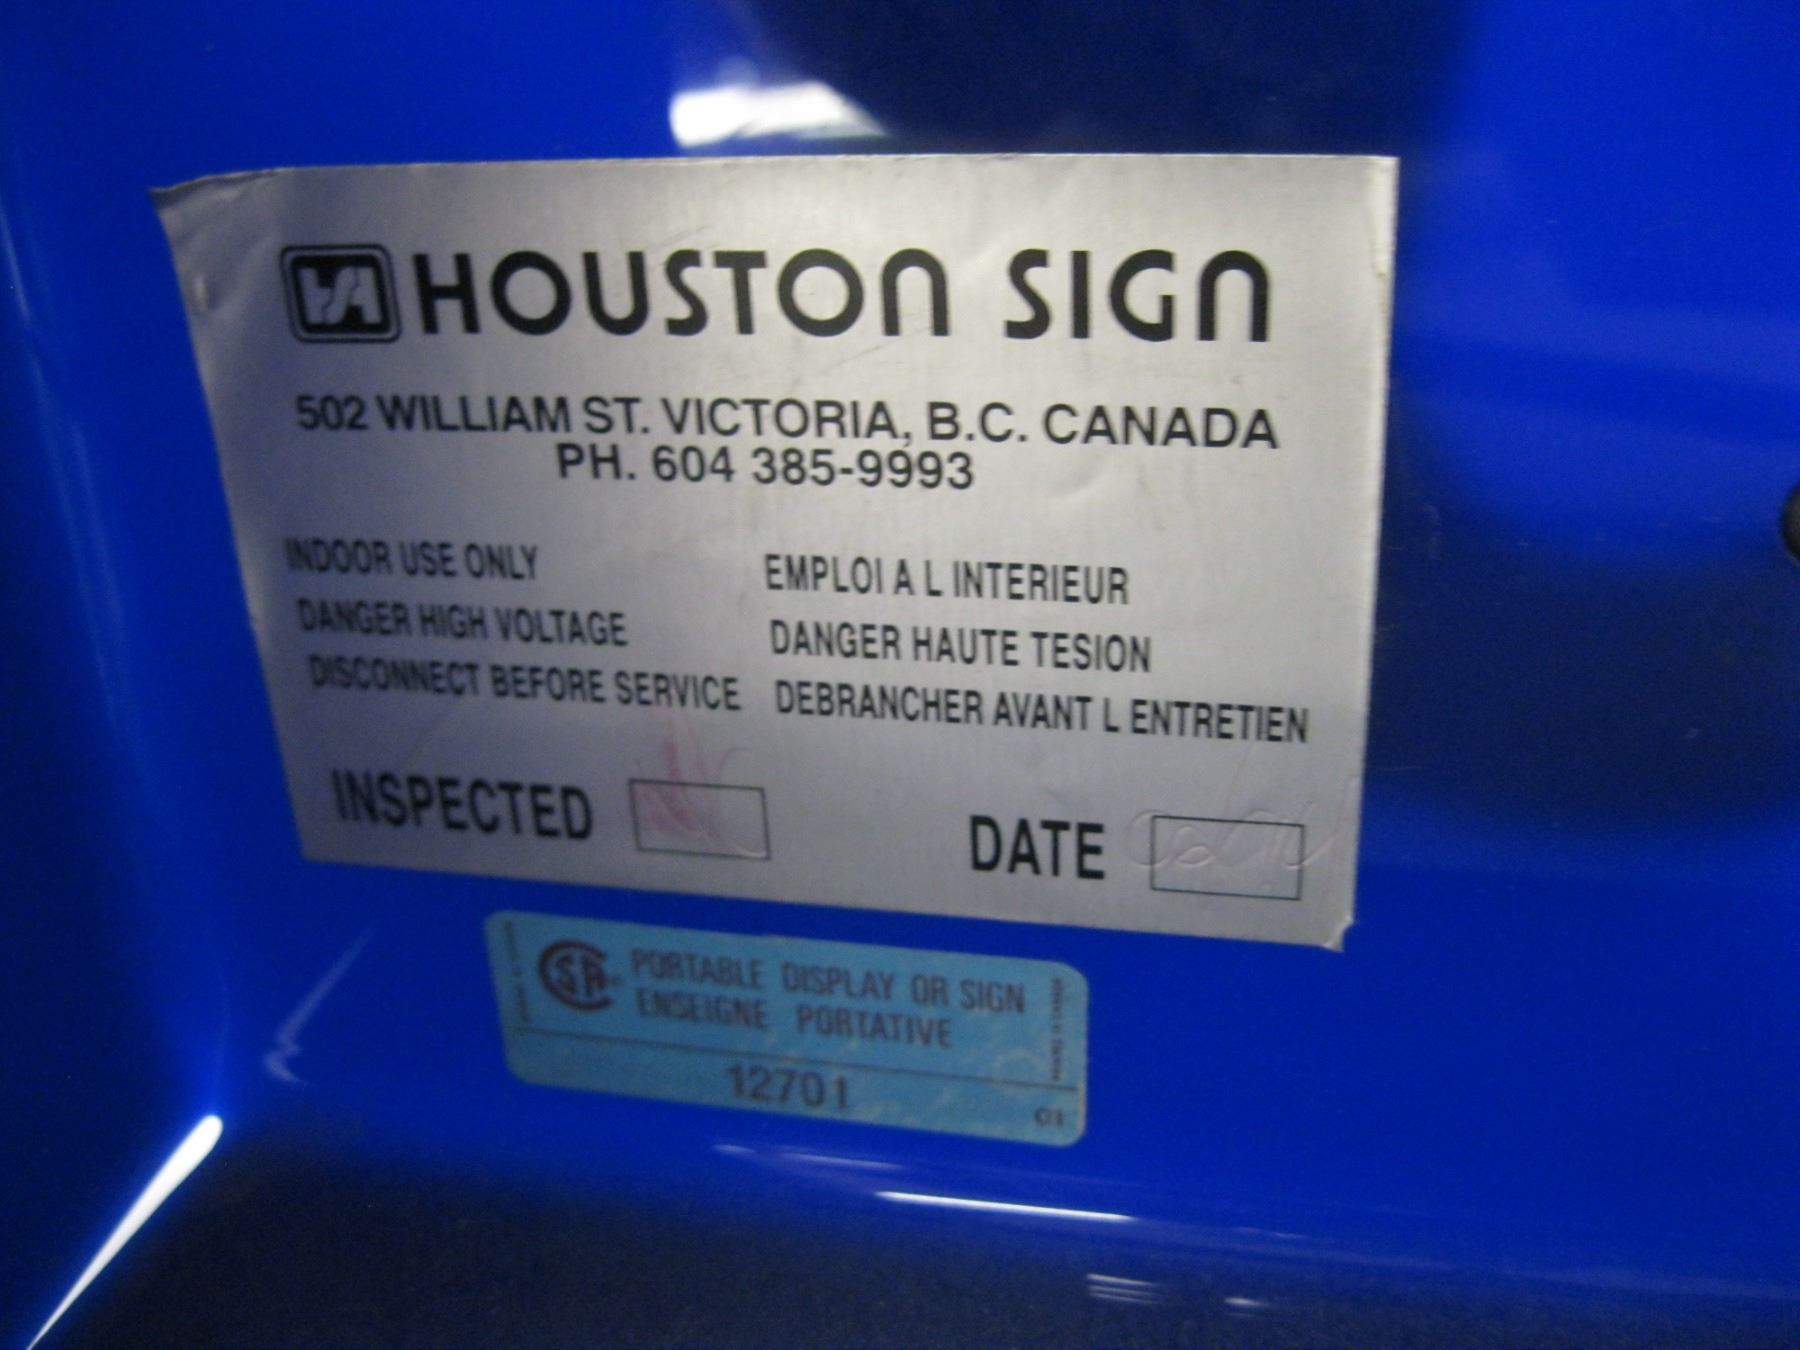 HOUSTON SIGN
502 WILLIAM ST. VICTORIA, B.C. CANADA
PH. 604 385-9993
INDOOR USE ONLY
DANGER HIGH VOLTAGE
DISCONNECT BEFORE SERVICE
EMPLOI A L INTERIEUR
DANGER HAUTE TESION
DEBRANCHER AVANT L ENTRETIEN
INSPECTED
DATE
CSA PORTABLE DISPLAY OR SIGN
ENSEIGNE PORTATIVE
12701